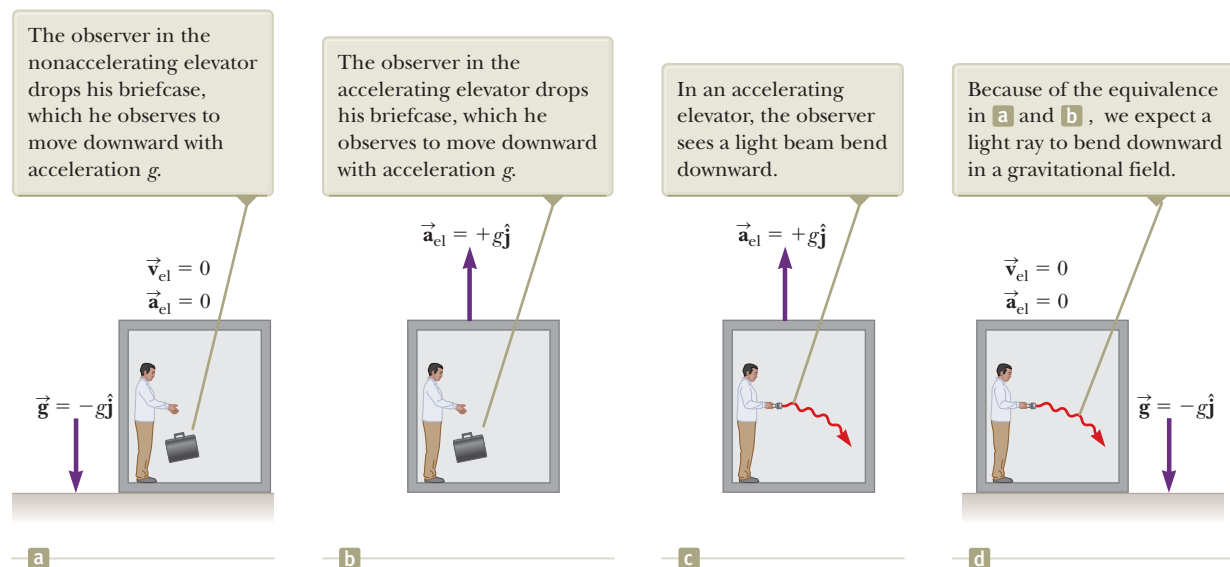 The observer in the
nonaccelerating elevator
drops his briefcase,
which he observes to
move downward with
acceleration g.
v⃗el = 0
a⃗el = 0
g⃗ = −gĵ
a
The observer in the
accelerating elevator drops
his briefcase, which he
observes to move downward
with acceleration g.
a⃗el = +gĵ
b
In an accelerating
elevator, the observer
sees a light beam bend
downward.
a⃗el = +gĵ
c
Because of the equivalence
in a and b , we expect a
light ray to bend downward
in a gravitational field.
v⃗el = 0
a⃗el = 0
g⃗ = −gĵ
d